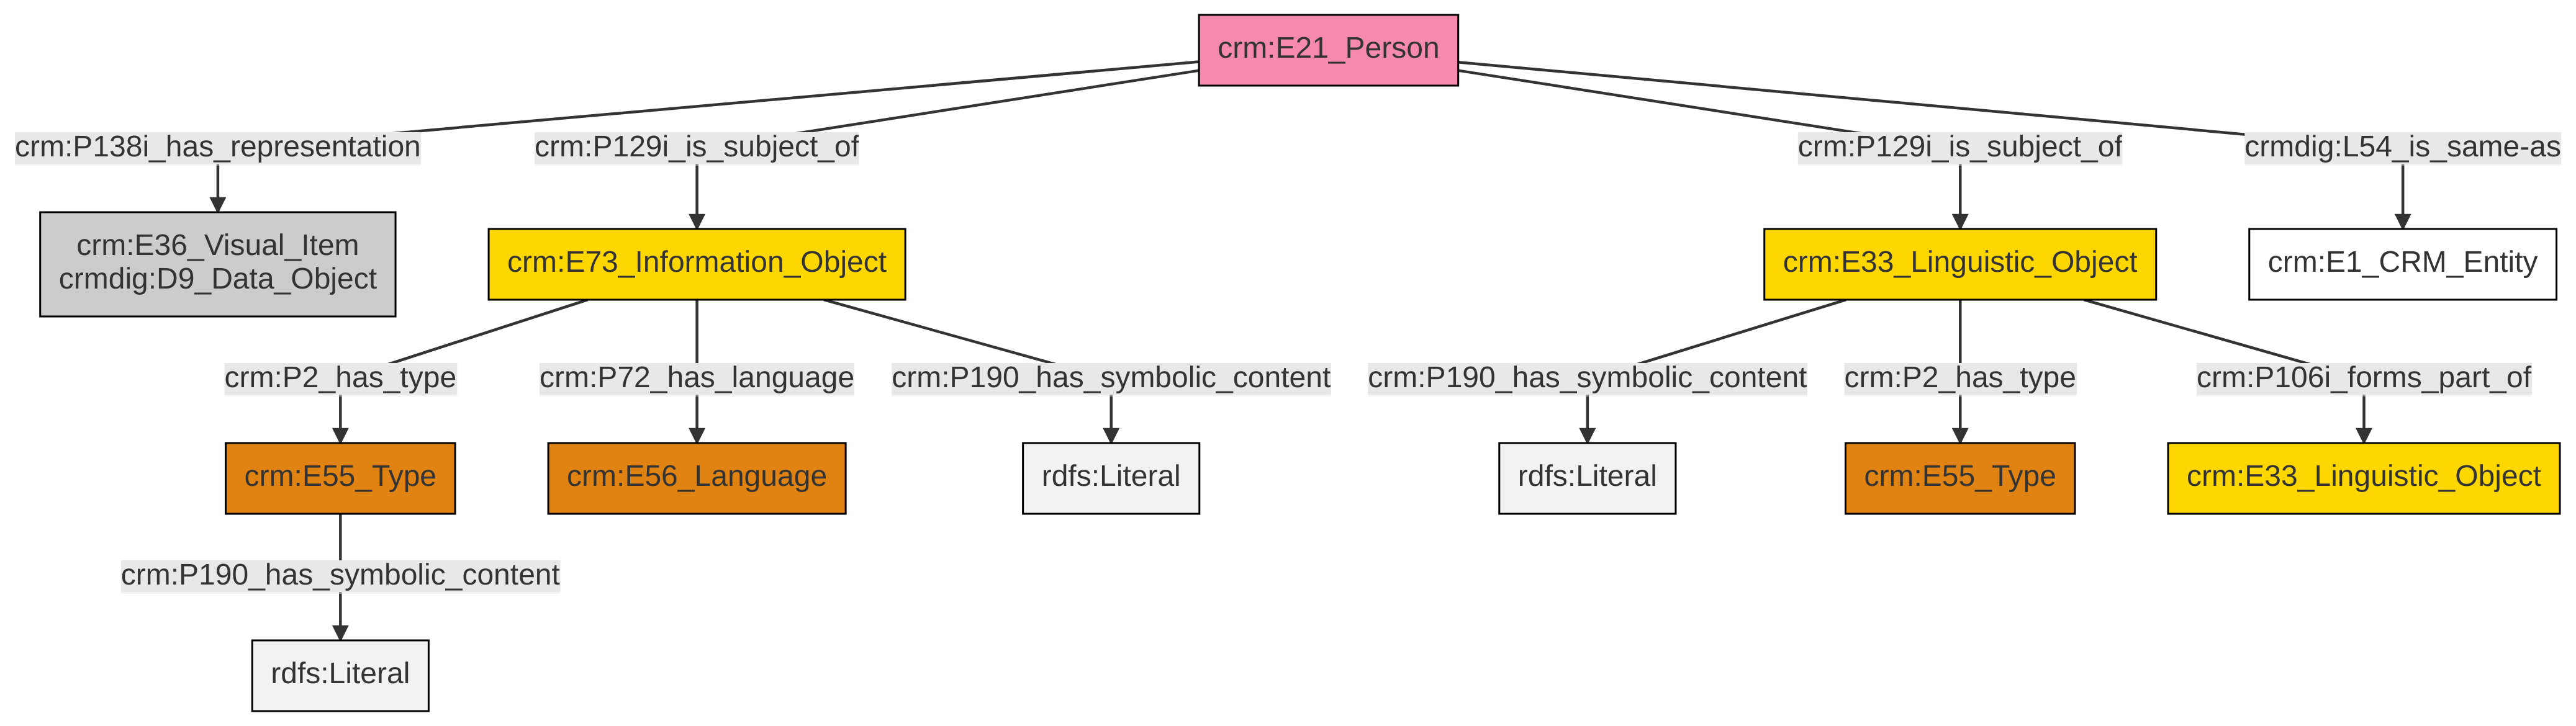 crm:E21_Person
crm:P138i_has_representation
crm:P129i_is_subject_of
crm:P129i_is_subject_of
crmdig:L54_is_same-as
crm:E36_Visual_Item
crmdig:D9_Data_Object
crm:E73_Information_Object
crm:E33_Linguistic_Object
crm:E1_CRM_Entity
crm:P2_has_type
crm:P72_has_language
crm:P190_has_symbolic_content
crm:P190_has_symbolic_content
crm:P2_has_type
crm:P106i_forms_part_of
crm:E55_Type
crm:E56_Language
rdfs:Literal
rdfs:Literal
crm:E55_Type
crm:E33_Linguistic_Object
crm:P190_has_symbolic_content
rdfs:Literal